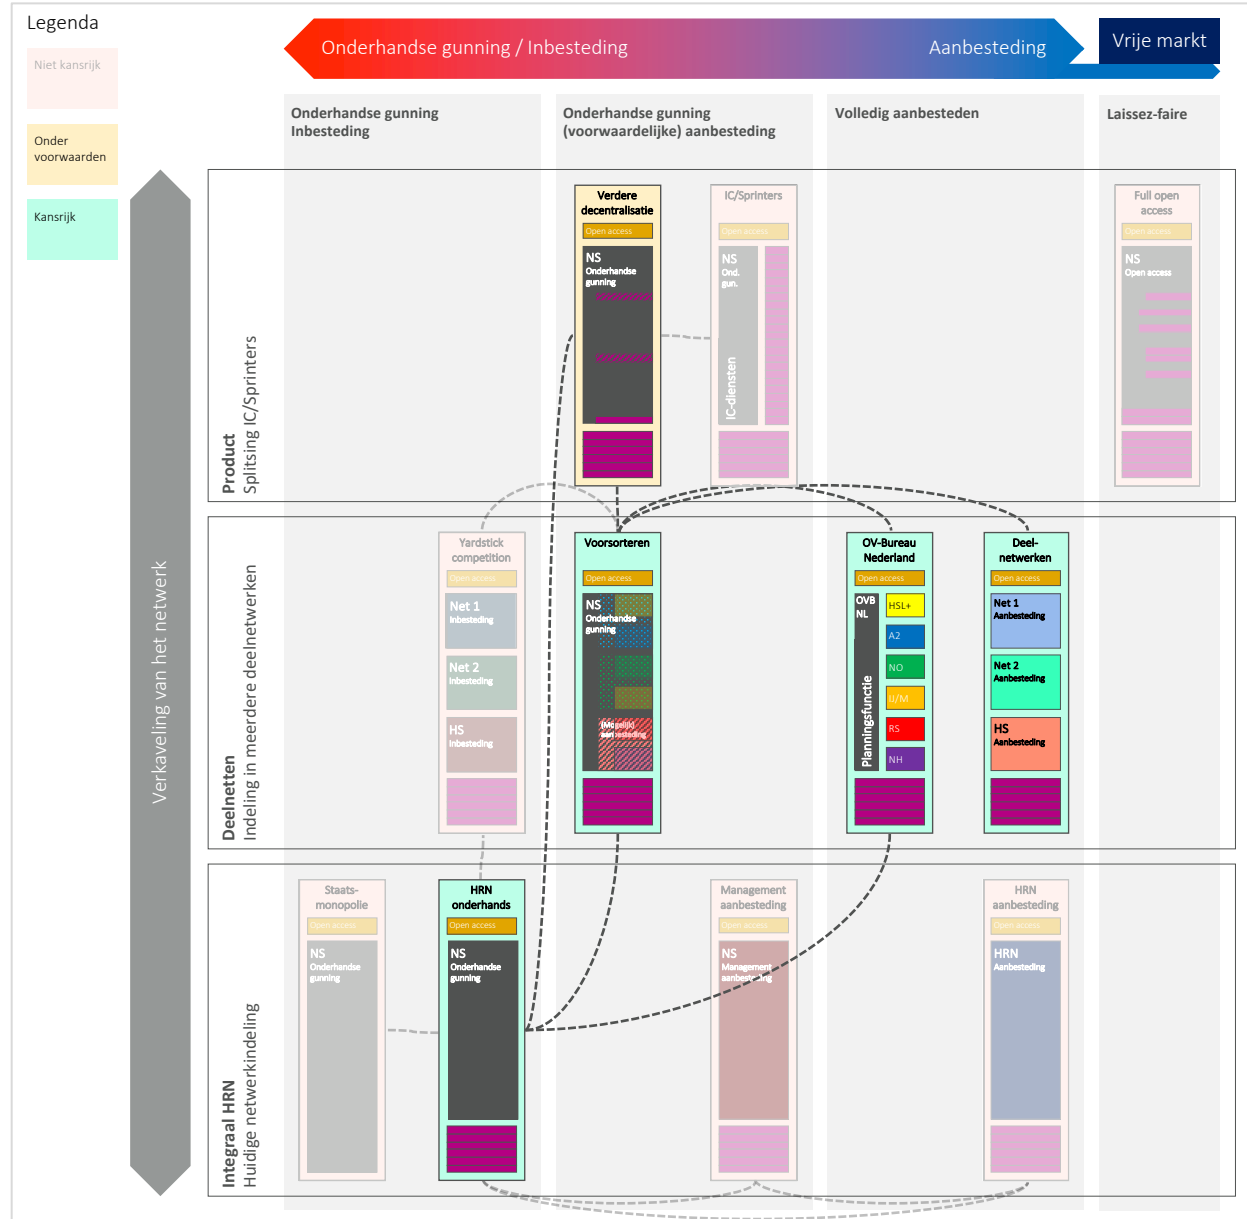 Legenda
Niet kansrijk
Onder
voorwaarden
Kansrijk
Onderhandse gunning / Inbesteding
Aanbesteding
Vrije markt
Onderhandse gunning
Inbesteding
Onderhandse gunning
(voorwaardelijke) aanbesteding
Volledig aanbesteden
Laissez-faire
Verkaveling van het netwerk
Product
Splitsing IC/Sprinters
Verdere
decentralisatie
Open access
NS
Onderhandse
gunning
IC/Sprinters
Open access
NS
Ond.
gun.
IC-diensten
Full open
access
Open access
NS
Open access
Deelnetten
Indeling in meerdere deelnetwerken
Yardstick
competition
Open access
Net 1
Inbesteding
Net 2
Inbesteding
HS
Inbesteding
Voorsorteren
Open access
NS
Onderhandse
gunning
(Mogelijk)
aanbesteding
OV-Bureau
Nederland
Open access
OVB
NL
Planningsfunctie
HSL+
A2
NO
IJ/M
RS
NH
Deel-
netwerken
Open access
Net 1
Aanbesteding
Net 2
Aanbesteding
HS
Aanbesteding
Integraal HRN
Huidige netwerkindeling
Staats-
monopolie
Open access
NS
Onderhandse
gunning
HRN
onderhands
Open access
NS
Onderhandse
gunning
Management
aanbesteding
Open access
NS
Management
aanbesteding
HRN
aanbesteding
Open access
HRN
Aanbesteding